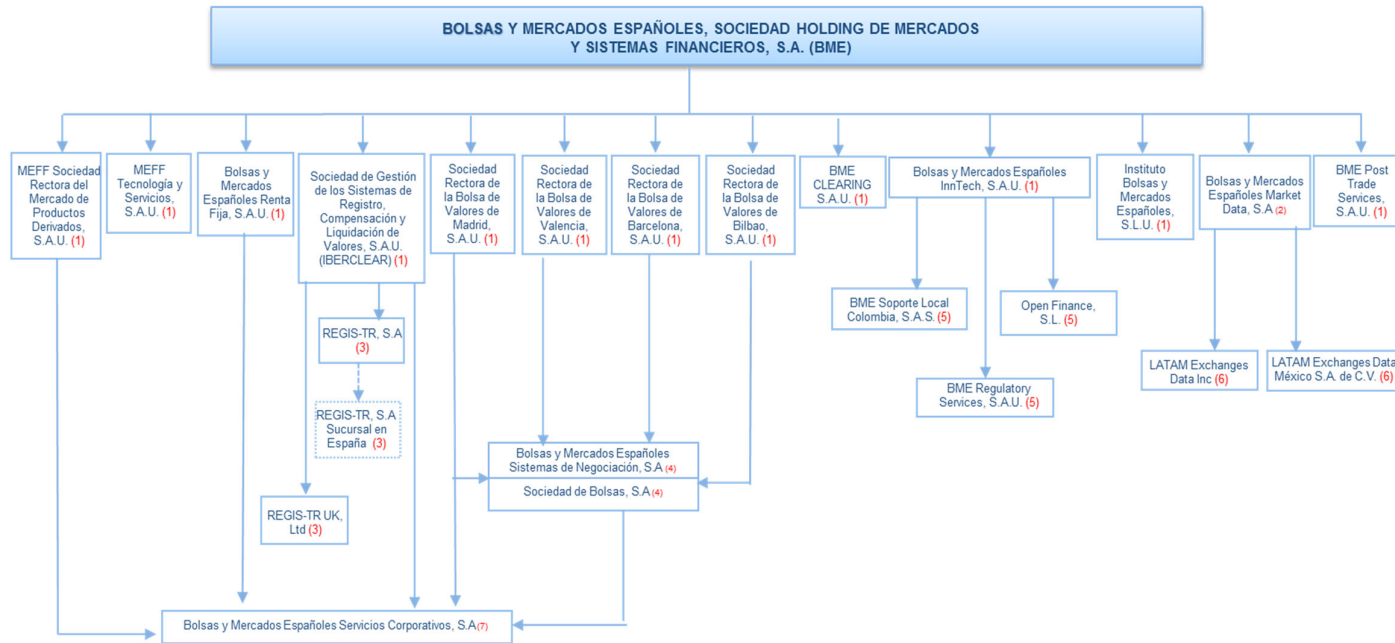 BOLSAS Y MERCADOS ESPAÑOLES, SOCIEDAD HOLDING DE MERCADOS
Y SISTEMAS FINANCIEROS, S.A. (BME)
MEFF Sociedad
Rectora del
Mercado de
Productos
Derivados,
S.A.U. (1)
MEFF
Tecnología y
Servicios,
S.A.U. (1)
Bolsas y
Mercados
Españoles Renta
Fija, S.A.U. (1)
Sociedad de Gestión
de los Sistemas de
Registro,
Compensación y
Liquidación de
Valores, S.A.U.
(IBERCLEAR) (1)
Sociedad
Rectora de
la Bolsa de
Valores de
Madrid,
S.A.U. (1)
Sociedad
Rectora de
la Bolsa de
Valores de
Valencia,
S.A.U. (1)
Sociedad
Rectora de
la Bolsa de
Valores de
Barcelona,
S.A.U. (1)
Sociedad
Rectora de
la Bolsa de
Valores de
Bilbao,
S.A.U. (1)
BME
CLEARING
S.A.U. (1)
Bolsas y Mercados Españoles
InnTech, S.A.U. (1)
Instituto
Bolsas y
Mercados
Españoles,
S.L.U. (1)
Bolsas y Mercados
Españoles Market
Data, S.A (2)
BME Post
Trade
Services,
S.A.U. (1)
BME Soporte Local
Colombia, S.A.S. (5)
Open Finance,
S.L. (5)
REGIS-TR, S.A
(3)
LATAM Exchanges
Data Inc (6)
LATAM Exchanges Data
México S.A. de C.V. (6)
BME Regulatory
Services, S.A.U. (5)
REGIS-TR, S.A
Sucursal en
España (3)
Bolsas y Mercados Españoles
Sistemas de Negociación, S.A (4)
Sociedad de Bolsas, S.A (4)
REGIS-TR UK,
Ltd (3)
Bolsas y Mercados Españoles Servicios Corporativos, S.A (7)